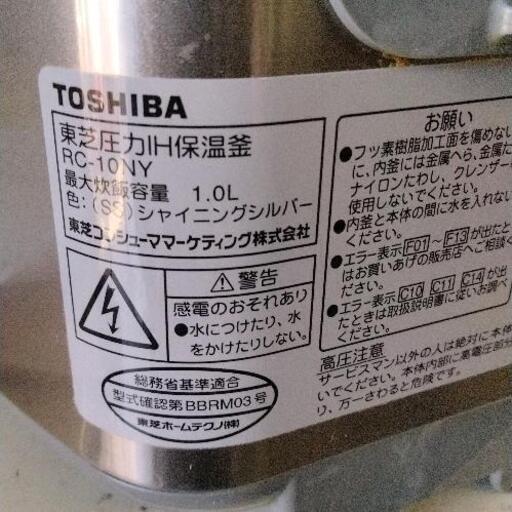 TOSHIBA
東芝圧力IH保温釜
RC-10NY
最大炊飯容量 1.0L
色:(SS)シャイニングシルバー
東芝コンシューママーケティング株式会社
⚠警告
感電のおそれあり
●水につけたり、水
をかけたりしない。
総務省基準適合
型式確認第BBRM03号
東芝ホームテクノ(株)
お願い
●フッ素樹脂加工面を傷めない
に、内釜には金属へら、金属た
ナイロンたわし、クレンザー
使用しないでください。
●内釜と本体の間に水を入れな
ください。
●エラー表示F01~F13が出たと
はお買いあげの販売店へご相談く
ください。
●エラー表示C10 C11 C14が出
たときは取扱説明書に従いお調べ
ください。
高圧注意
サービスマン以外の人は絶対に本体
いでください。本体内部に高電圧部分
り、万一さわると危険です。